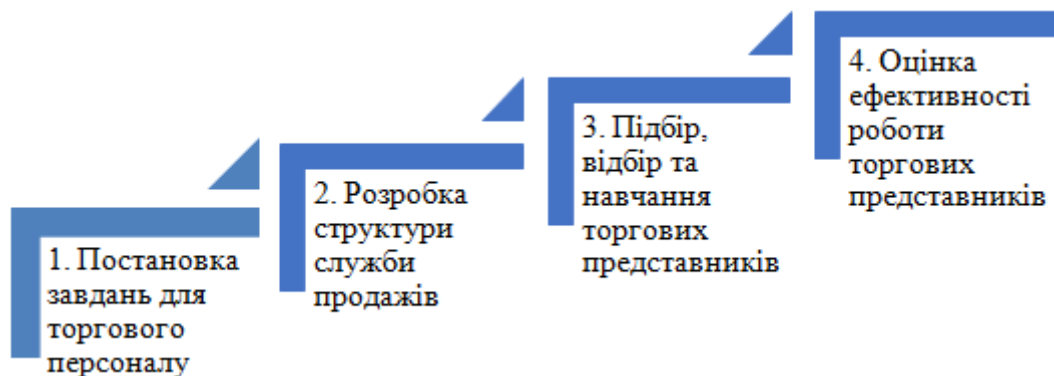 1. Постановка
завдань для
торгового
персоналу
2. Розробка
структури
служби
продажів
3. Підбір,
відбір та
навчання
торгових
представників
4. Оцінка
ефективності
роботи
торгових
представників